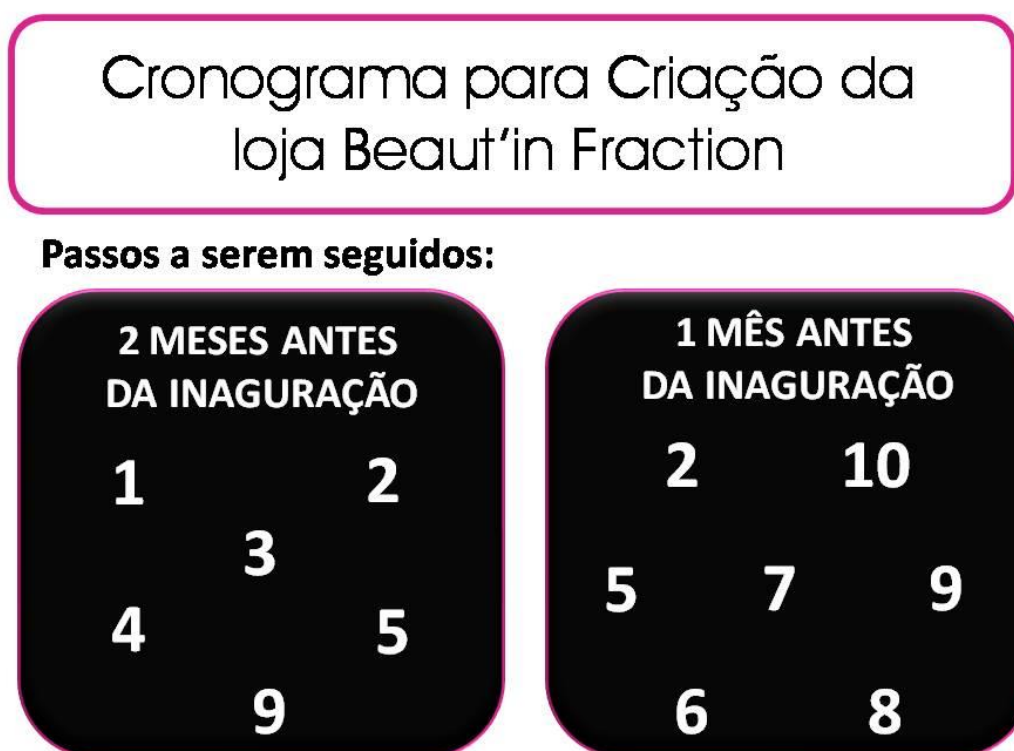 Cronograma para Criação da
loja Beaut’in Fraction
Passos a serem seguidos:
2 MESES ANTES
DA INAGURAÇÃO
1 2
3
4 5
9
1 MÊS ANTES
DA INAGURAÇÃO
2 10
5 7 9
6 8